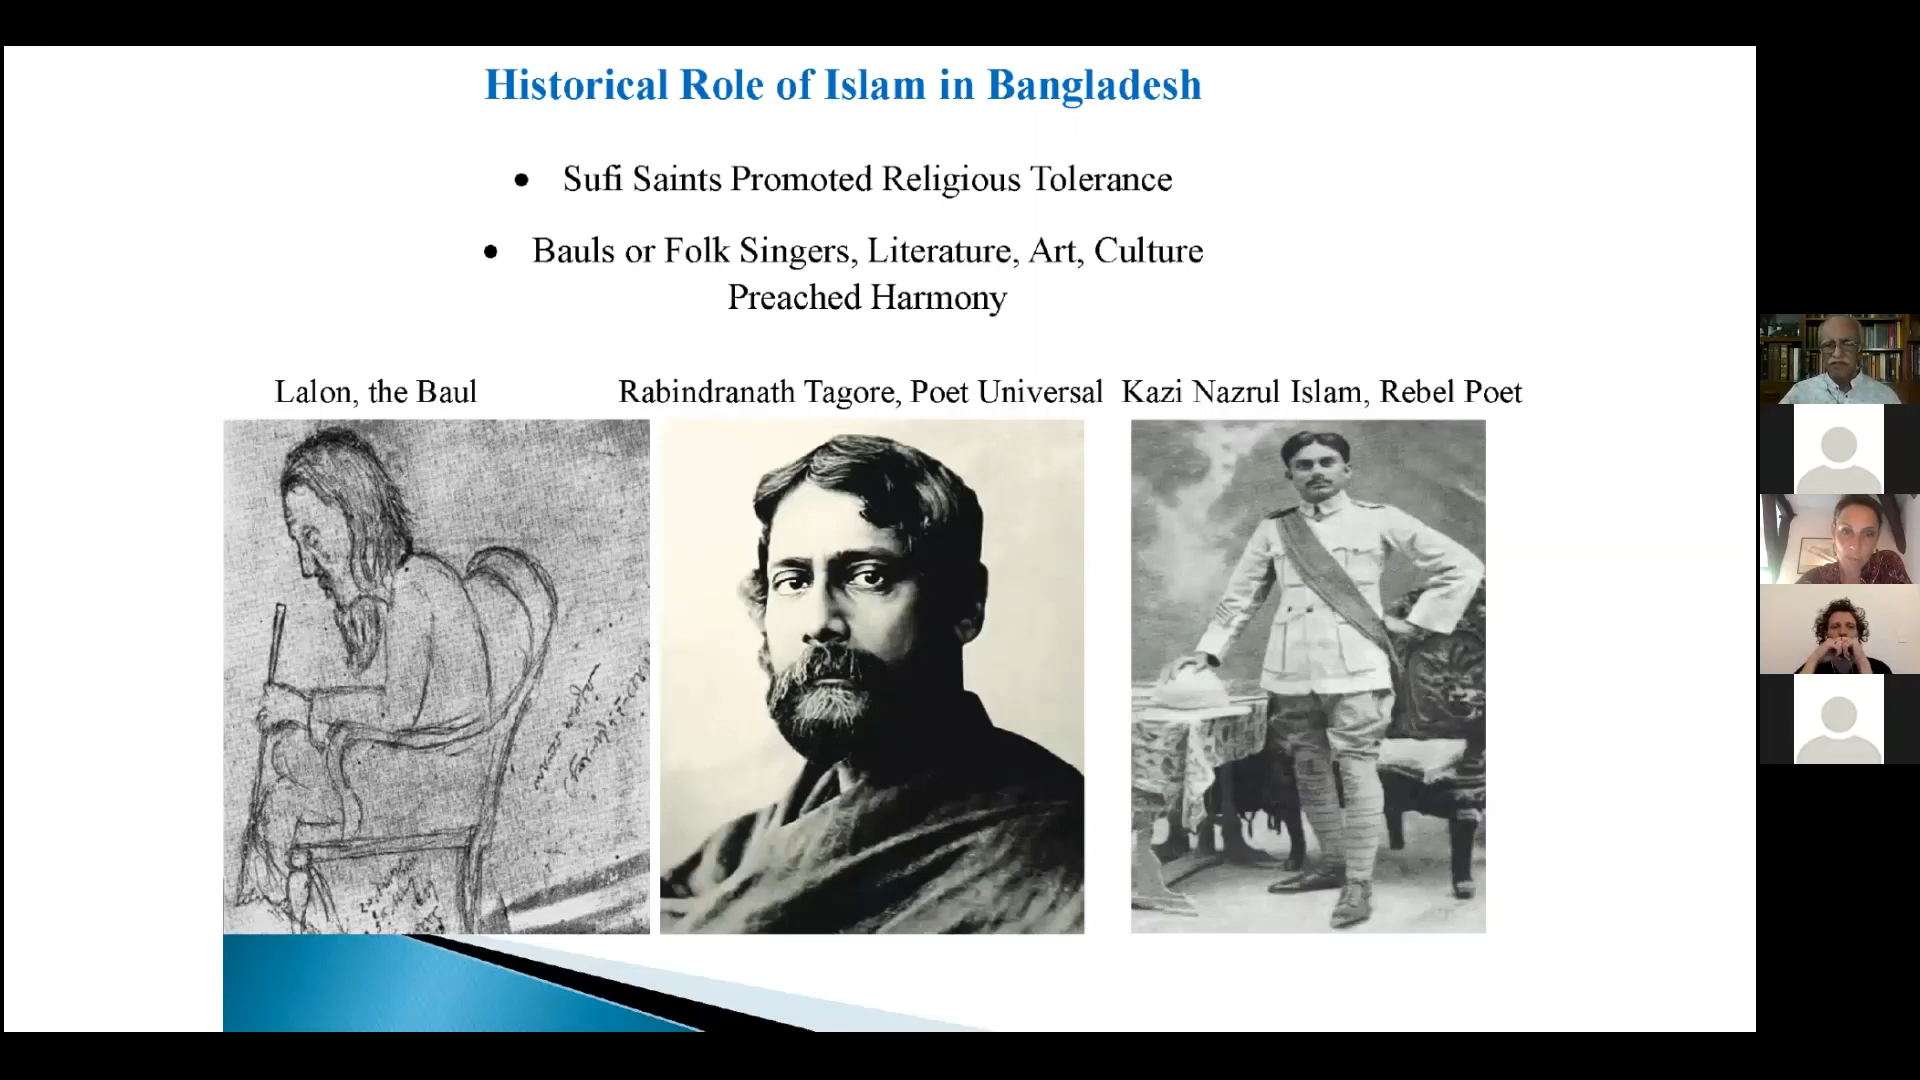 Historical Role of Islam in Bangladesh
• Sufi Saints Promoted Religious Tolerance
• Bauls or Folk Singers, Literature, Art, Culture
Preached Harmony
Lalon, the Baul
Rabindranath Tagore, Poet Universal
Kazi Nazrul Islam, Rebel Poet